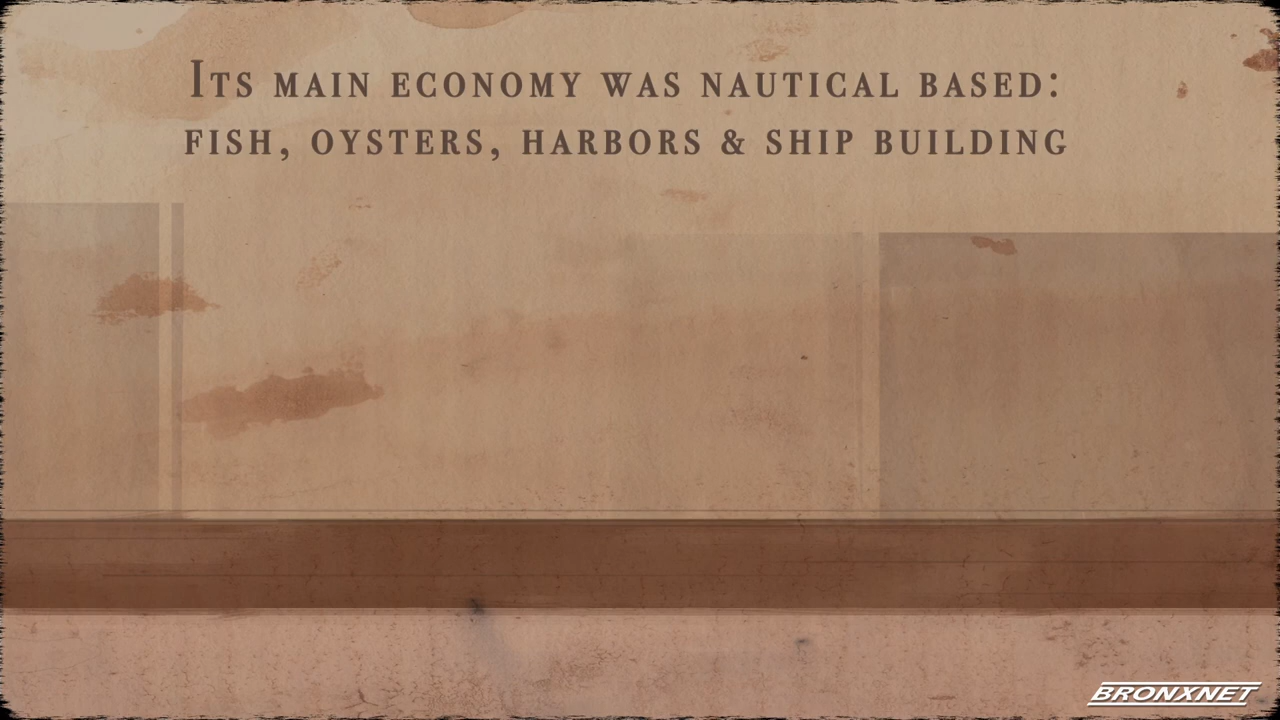 Its main economy was nautical based:
fish, oysters, harbors & ship building
BRONXNET